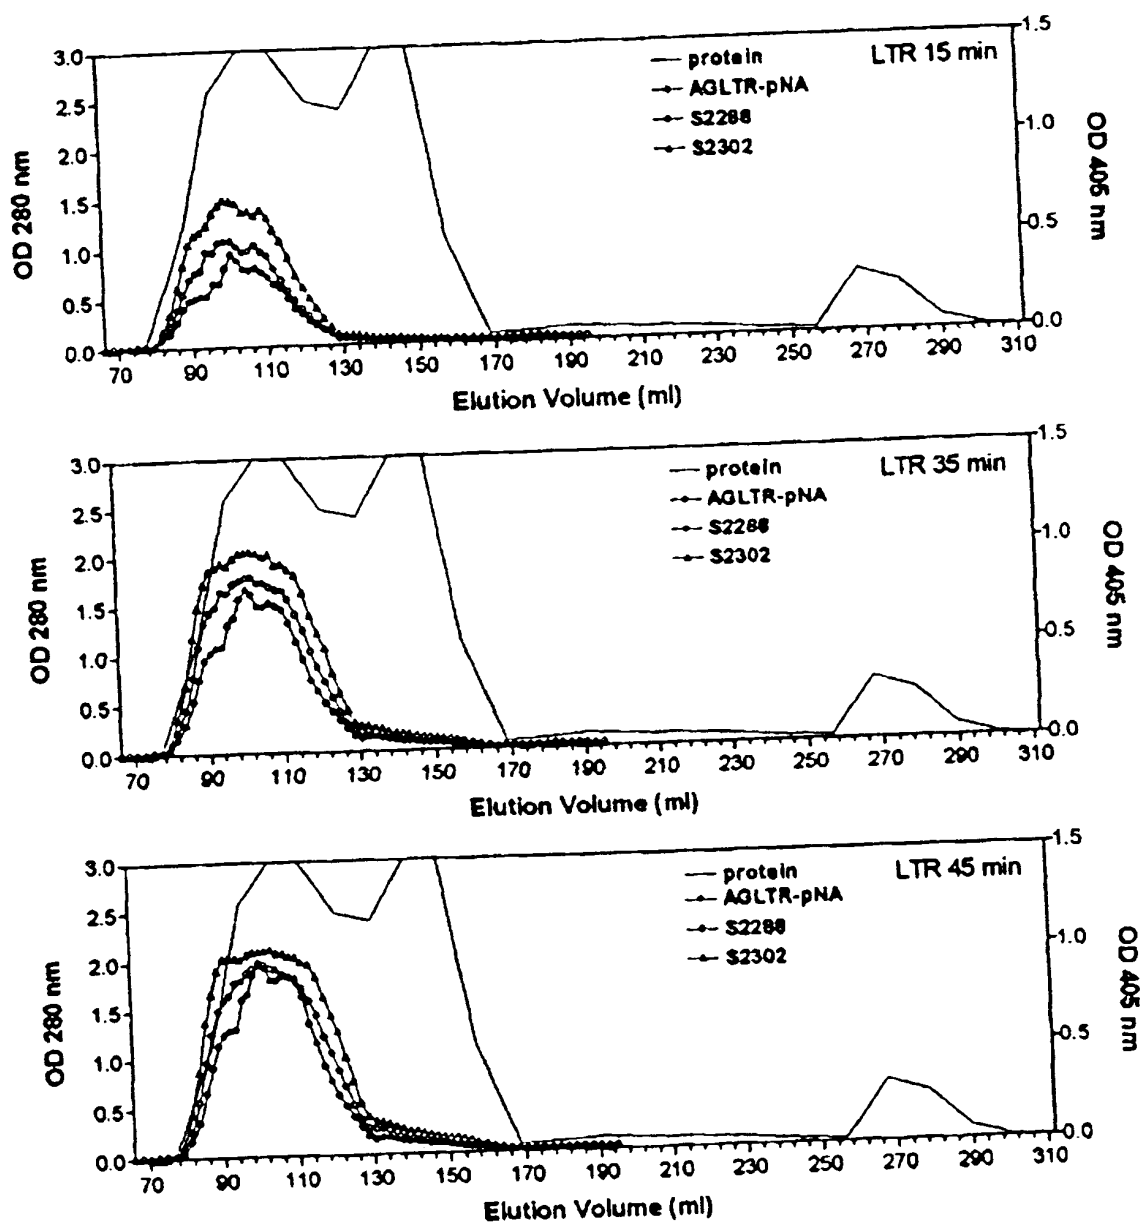 LTR 15 min
protein
AGLTR-pNA
S2288
S2302
3.0
2.5
2.0
1.5
1.0
0.5
0.0
OD 280 nm
1.5
1.0
0.5
0.0
OD 405 nm
70 90 110 130 150 170 190 210 230 250 270 290 310
Elution Volume (ml)
LTR 35 min
protein
AGLTR-pNA
S2288
S2302
3.0
2.5
2.0
1.5
1.0
0.5
0.0
OD 280 nm
1.5
1.0
0.5
0.0
OD 405 nm
70 90 110 130 150 170 190 210 230 250 270 290 310
Elution Volume (ml)
LTR 45 min
protein
AGLTR-pNA
S2288
S2302
3.0
2.5
2.0
1.5
1.0
0.5
0.0
OD 280 nm
1.5
1.0
0.5
0.0
OD 405 nm
70 90 110 130 150 170 190 210 230 250 270 290 310
Elution Volume (ml)